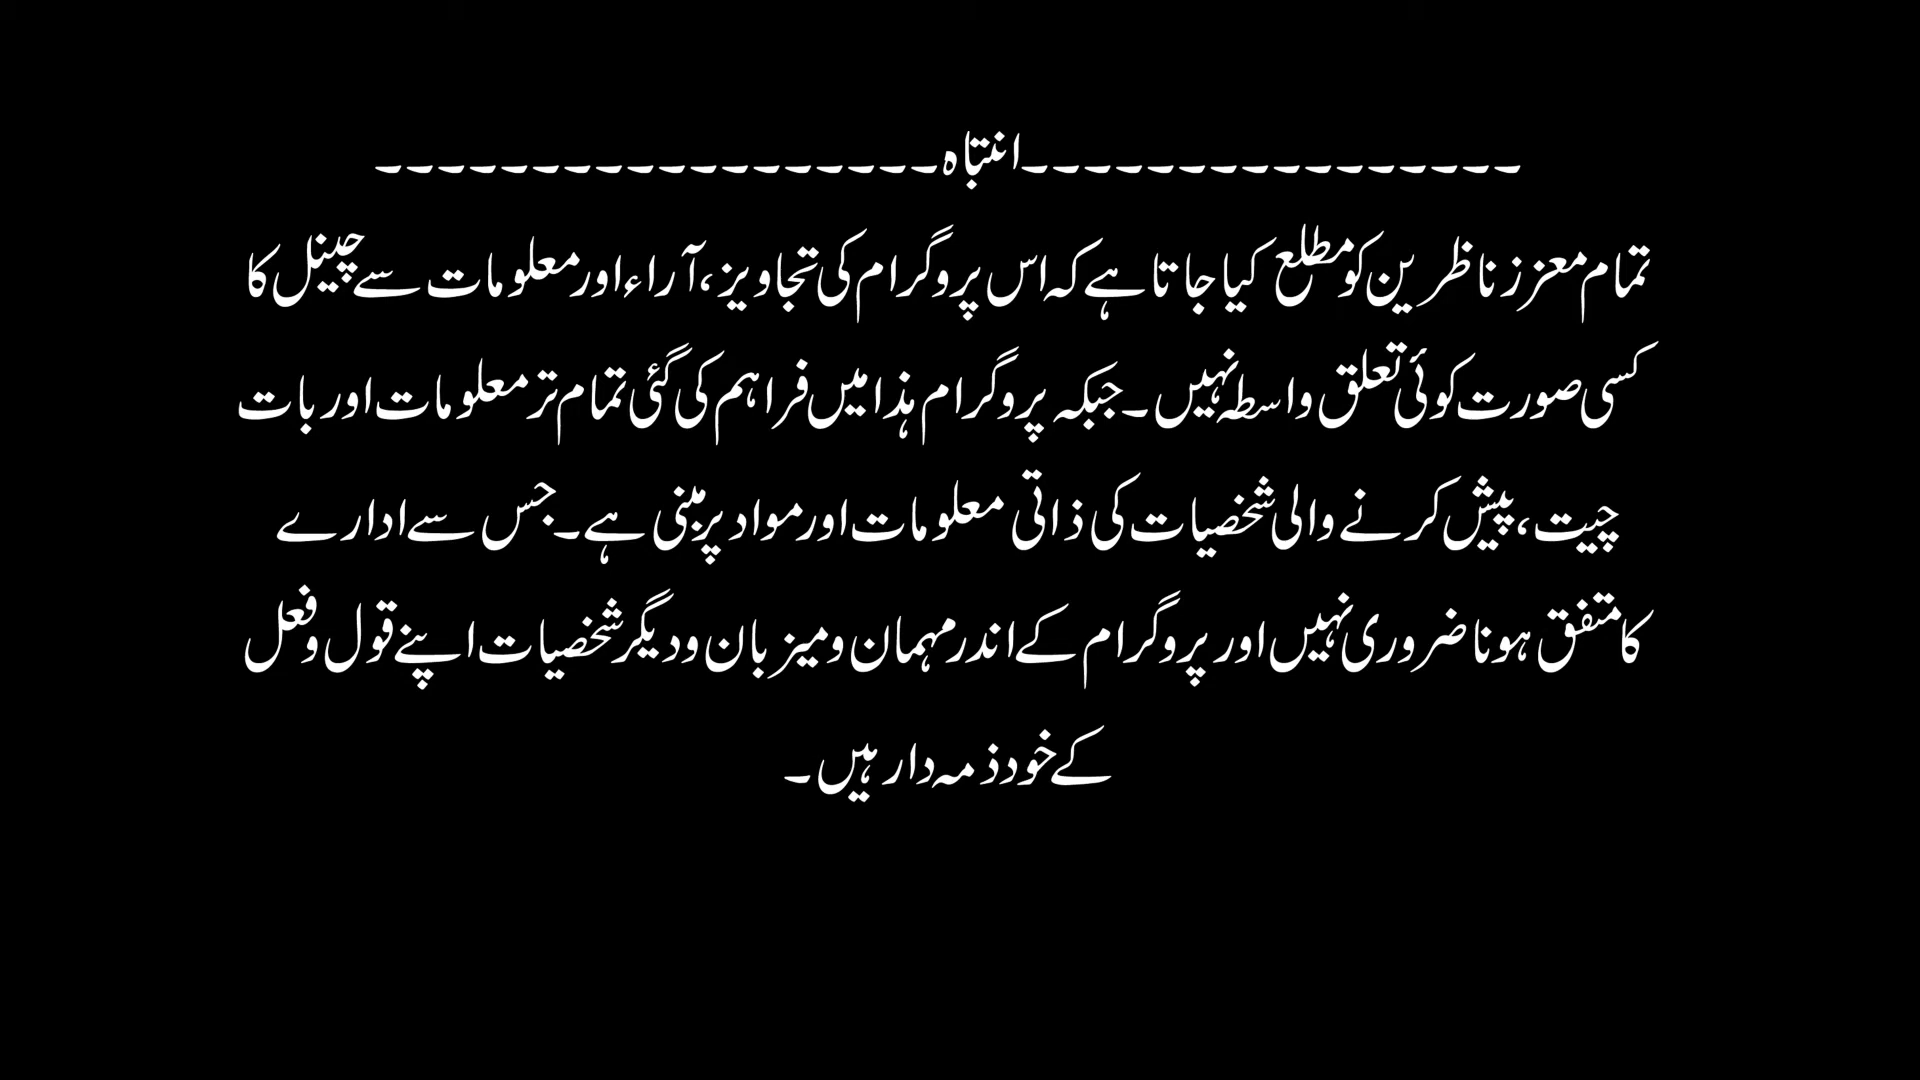 ۔۔۔۔۔۔۔۔۔۔۔۔۔۔۔۔انتباہ۔۔۔۔۔۔۔۔۔۔۔۔۔۔۔۔۔۔
تمام معزز ناظرین کو مطلع کیا جاتا ہے کہ اس پروگرام کی تجاویز، آراء اور معلومات سے چینل کا
کسی صورت کوئی تعلق واسطہ نہیں۔ جبکہ پروگرام ہذا میں فراہم کی گئی تمام تر معلومات اور بات
چیت، پیش کرنے والی شخصیات کی ذاتی معلومات اور مواد پر مبنی ہے۔ جس سے ادارے
کا متفق ہونا ضروری نہیں اور پروگرام کے اندر مہمان و میزبان و دیگر شخصیات اپنے قول و فعل
کے خود ذمہ دار ہیں۔